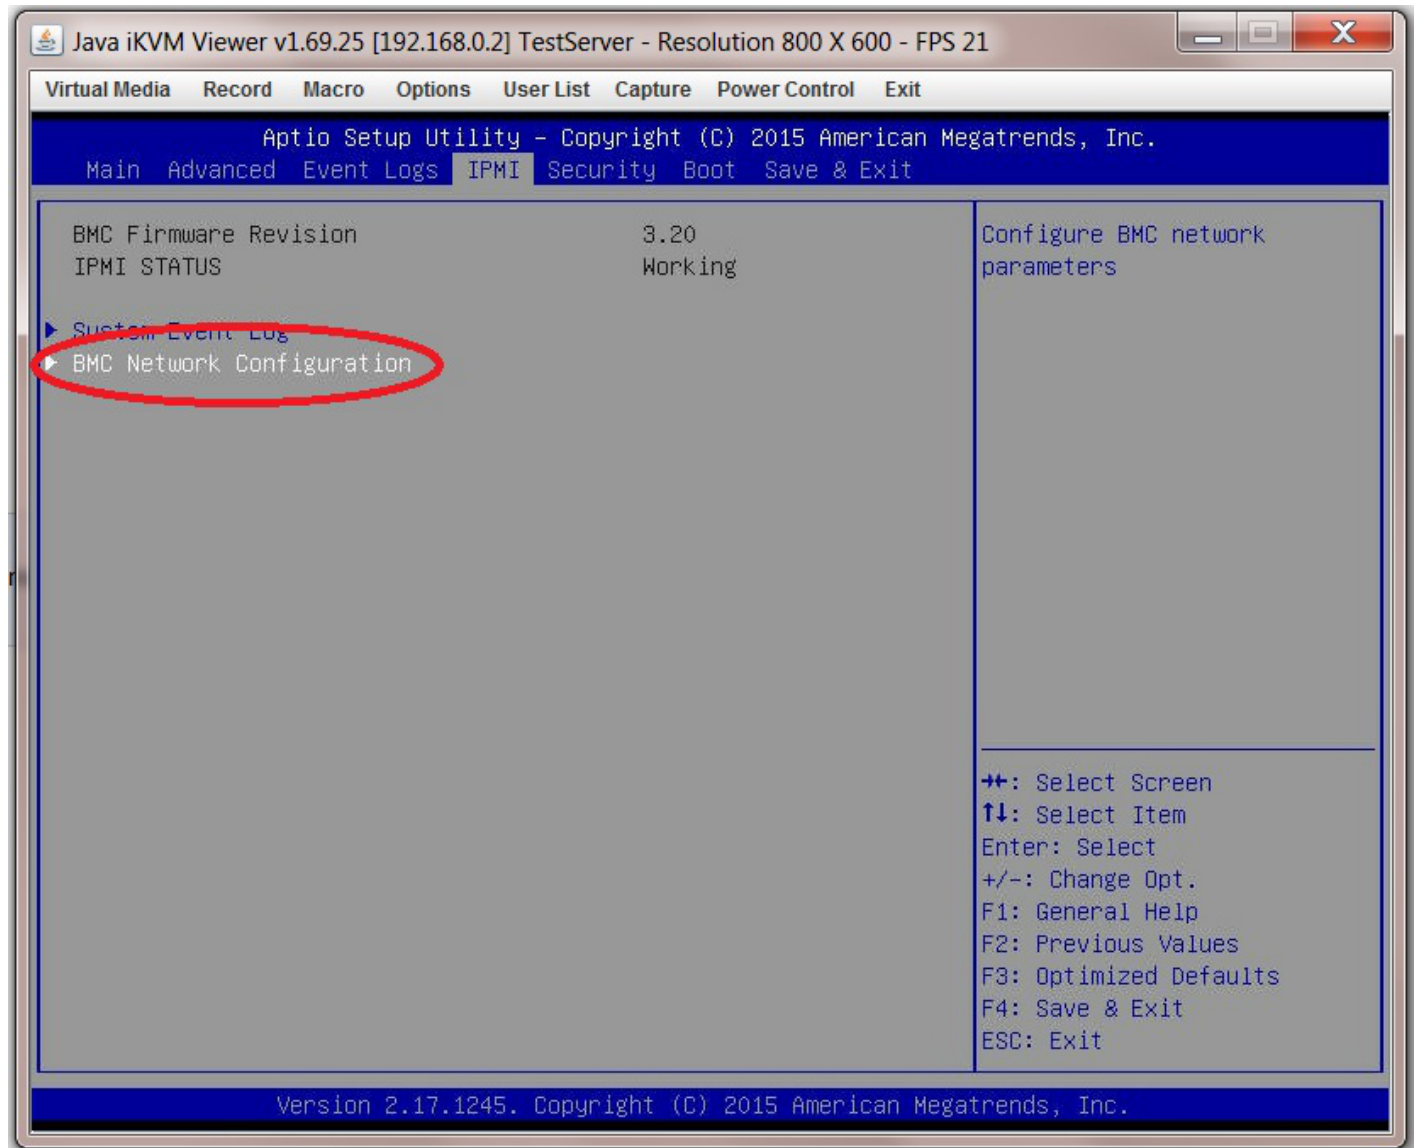 Java iKVM Viewer v1.69.25 [192.168.0.2] TestServer - Resolution 800 X 600 - FPS 21
Virtual Media Record Macro Options User List Capture Power Control Exit
Aptio Setup Utility – Copyright (C) 2015 American Megatrends, Inc.
Main Advanced Event Logs IPMI Security Boot Save & Exit
BMC Firmware Revision 3.20
IPMI STATUS Working
System Event Log
BMC Network Configuration
Configure BMC network
parameters
→←: Select Screen
↑↓: Select Item
Enter: Select
+/-: Change Opt.
F1: General Help
F2: Previous Values
F3: Optimized Defaults
F4: Save & Exit
ESC: Exit
Version 2.17.1245. Copyright (C) 2015 American Megatrends, Inc.